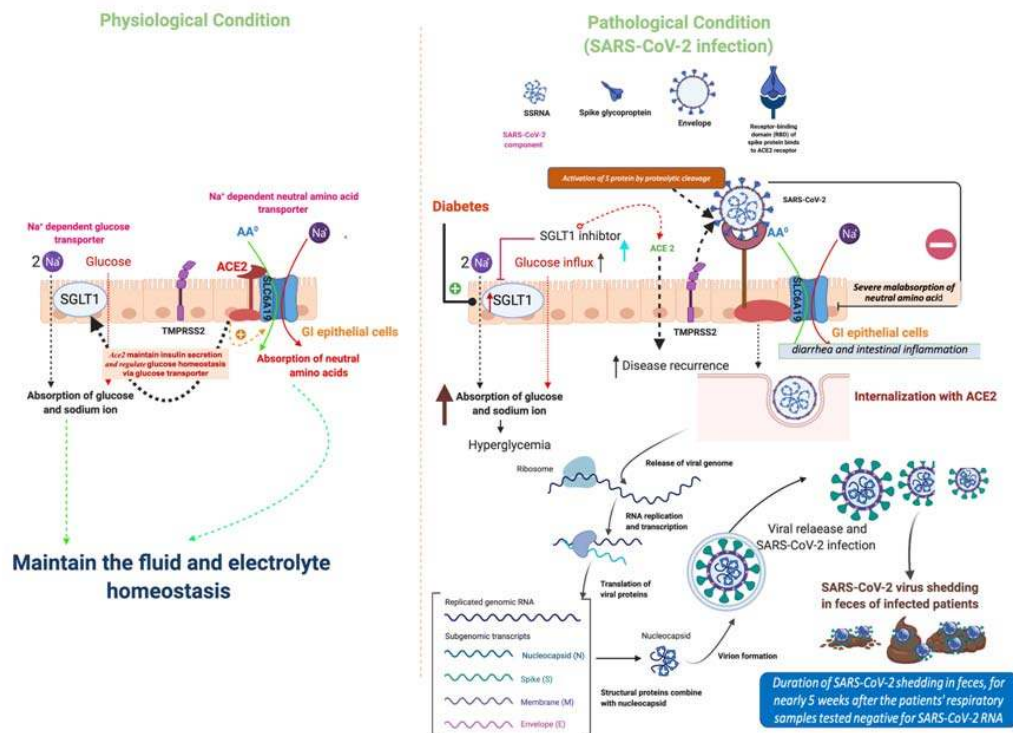 Physiological Condition
Na⁺ dependent neutral amino acid
transporter
Na⁺ dependent glucose
transporter
AA⁰
Na⁺
2 Na⁺
Glucose
ACE2
SGLT1
SLC6A19
TMPRSS2
GI epithelial cells
Ace2 maintain insulin secretion
and regulate glucose homeostasis
via glucose transporter
Absorption of neutral
amino acids
Absorption of glucose
and sodium ion
Maintain the fluid and electrolyte
homeostasis
Pathological Condition
(SARS-CoV-2 infection)
SSRNA
Spike glycoproptein
Envelope
Receptor-binding
domain (RBD) of
spike protein binds
to ACE2 receptor
SARS-CoV-2
component
Activation of S protein by proteolytic cleavage
SARS-CoV-2
Diabetes
SGLT1 inhibtor
ACE 2
AA⁰
Na⁺
2 Na⁺
Glucose influx
SGLT1
Severe malabsorption of
neutral amino acid
SLC6A19
TMPRSS2
GI epithelial cells
diarrhea and intestinal inflammation
Disease recurrence
Absorption of glucose
and sodium ion
Internalization with ACE2
Hyperglycemia
Ribosome
Release of viral genome
RNA replication
and transcription
Viral relaease and
SARS-CoV-2 infection
Translation of
viral proteins
SARS-CoV-2 virus shedding
in feces of infected patients
Replicated genomic RNA
Subgenomic transcripts
Nucleocapsid (N)
Spike (S)
Membrane (M)
Envelope (E)
Nucleocapsid
Virion formation
Structural proteins combine
with nucleocapsid
Duration of SARS-CoV-2 shedding in feces, for
nearly 5 weeks after the patients' respiratory
samples tested negative for SARS-CoV-2 RNA